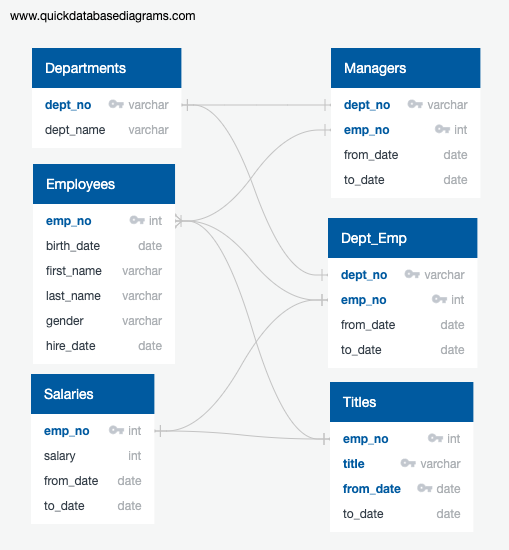 www.quickdatabasediagrams.com
Departments
dept_no varchar
dept_name varchar
Employees
emp_no int
birth_date date
first_name varchar
last_name varchar
gender varchar
hire_date date
Salaries
emp_no int
salary int
from_date date
to_date date
Managers
dept_no varchar
emp_no int
from_date date
to_date date
Dept_Emp
dept_no varchar
emp_no int
from_date date
to_date date
Titles
emp_no int
title varchar
from_date date
to_date date